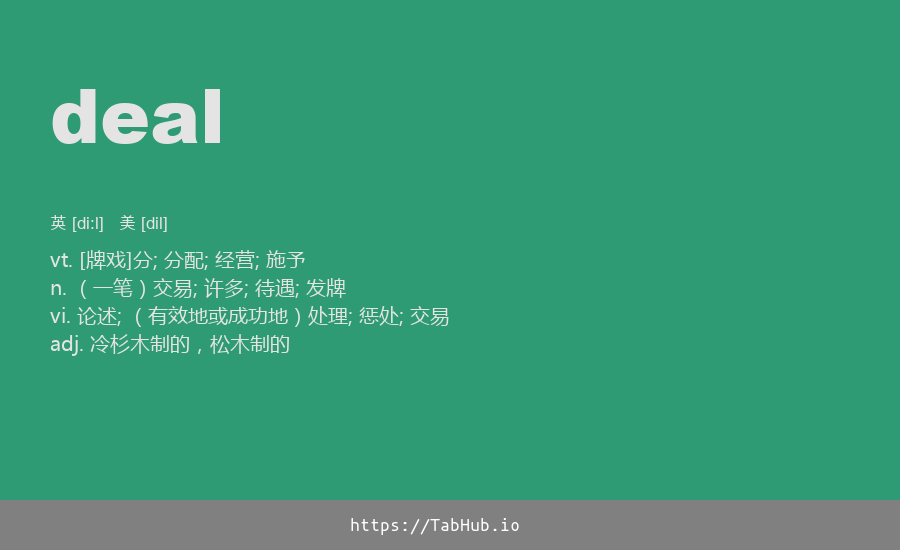 deal
英 [diːl] 美 [dil]
vt. [牌戏]分; 分配; 经营; 施予
n. （一笔）交易; 许多; 待遇; 发牌
vi. 论述; （有效地或成功地）处理; 惩处; 交易
adj. 冷杉木制的，松木制的
https://TabHub.io